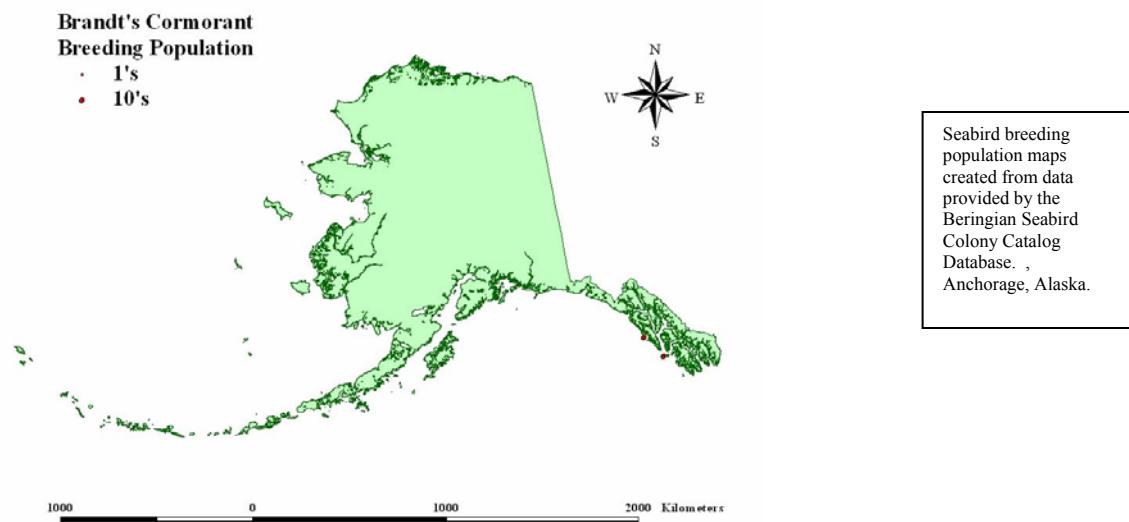 Brandt's Cormorant
Breeding Population
1's
10's
N
W E
S
Seabird breeding
population maps
created from data
provided by the
Beringian Seabird
Colony Catalog
Database. ,
Anchorage, Alaska.
1000 0 1000 2000 Kilometers